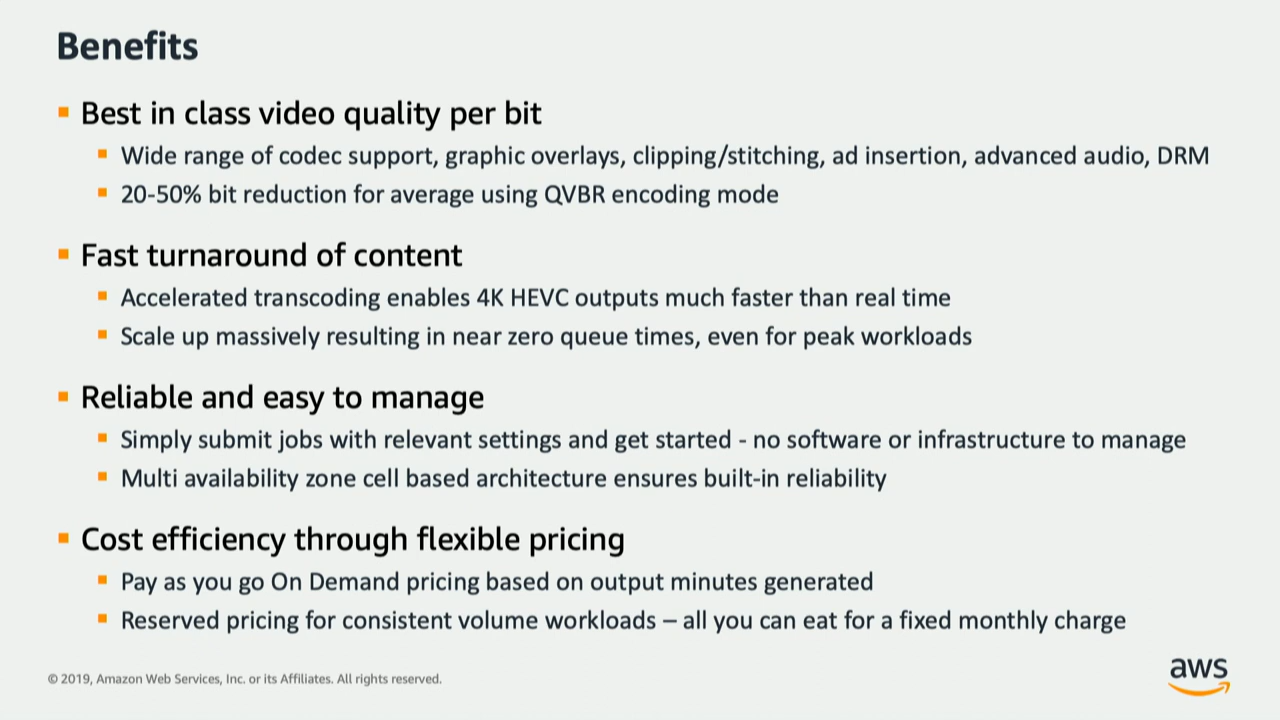 Benefits
Best in class video quality per bit
Wide range of codec support, graphic overlays, clipping/stitching, ad insertion, advanced audio, DRM
20-50% bit reduction for average using QVBR encoding mode
Fast turnaround of content
Accelerated transcoding enables 4K HEVC outputs much faster than real time
Scale up massively resulting in near zero queue times, even for peak workloads
Reliable and easy to manage
Simply submit jobs with relevant settings and get started - no software or infrastructure to manage
Multi availability zone cell based architecture ensures built-in reliability
Cost efficiency through flexible pricing
Pay as you go On Demand pricing based on output minutes generated
Reserved pricing for consistent volume workloads – all you can eat for a fixed monthly charge
© 2019, Amazon Web Services, Inc. or its Affiliates. All rights reserved.
aws